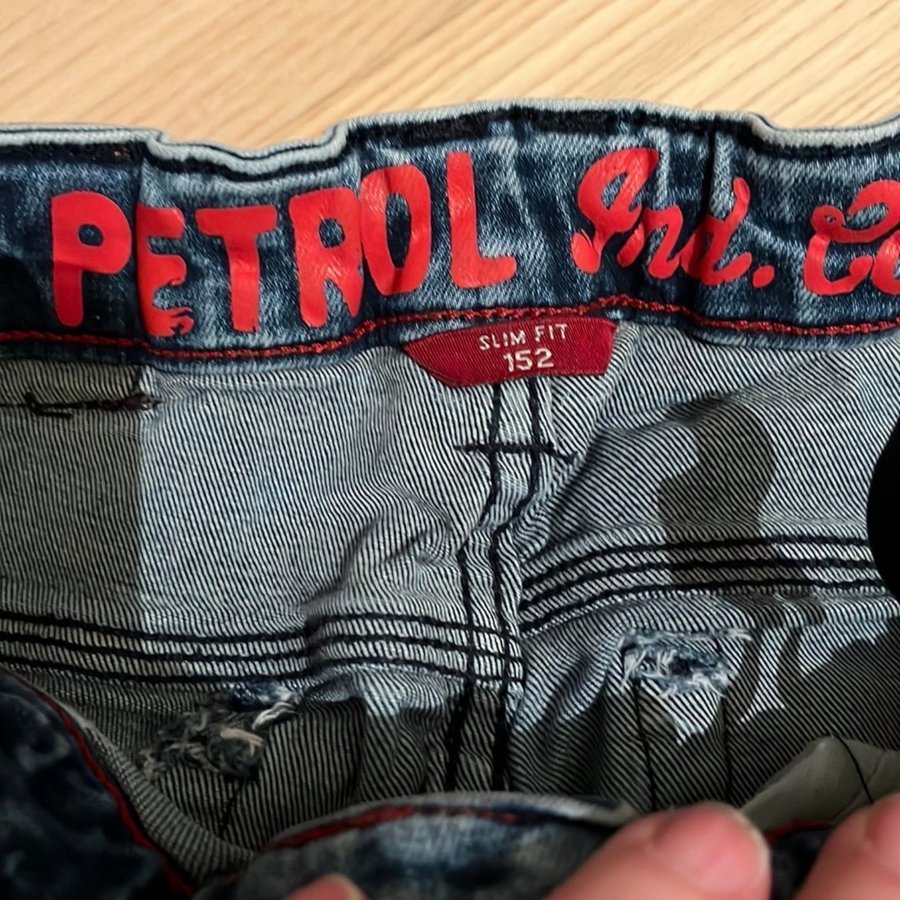 PETROL Ind. Co
SLIM FIT
152